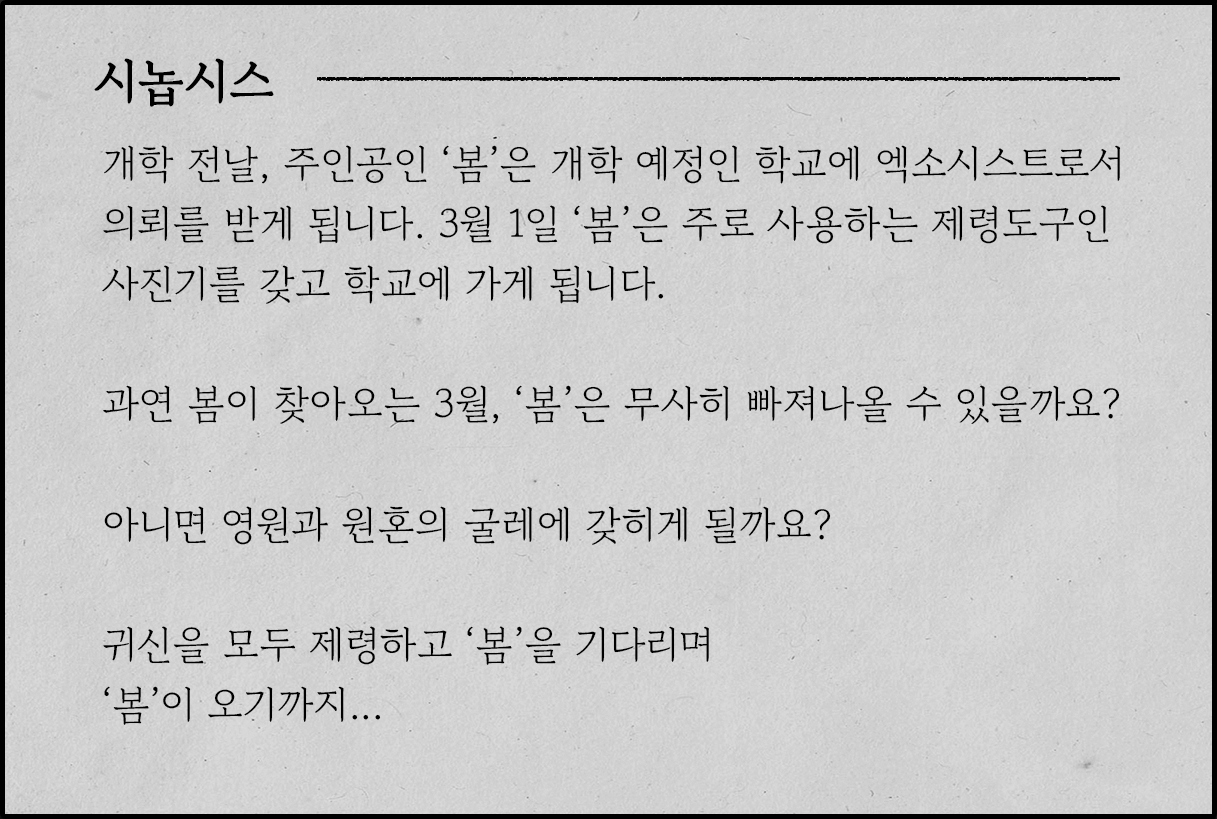 시놉시스
개학 전날, 주인공인 ‘봄’은 개학 예정인 학교에 엑소시스트로서
의뢰를 받게 됩니다. 3월 1일 ‘봄’은 주로 사용하는 제령도구인
사진기를 갖고 학교에 가게 됩니다.
과연 봄이 찾아오는 3월, ‘봄’은 무사히 빠져나올 수 있을까요?
아니면 영원과 원혼의 굴레에 갖히게 될까요?
귀신을 모두 제령하고 ‘봄’을 기다리며
‘봄’이 오기까지...